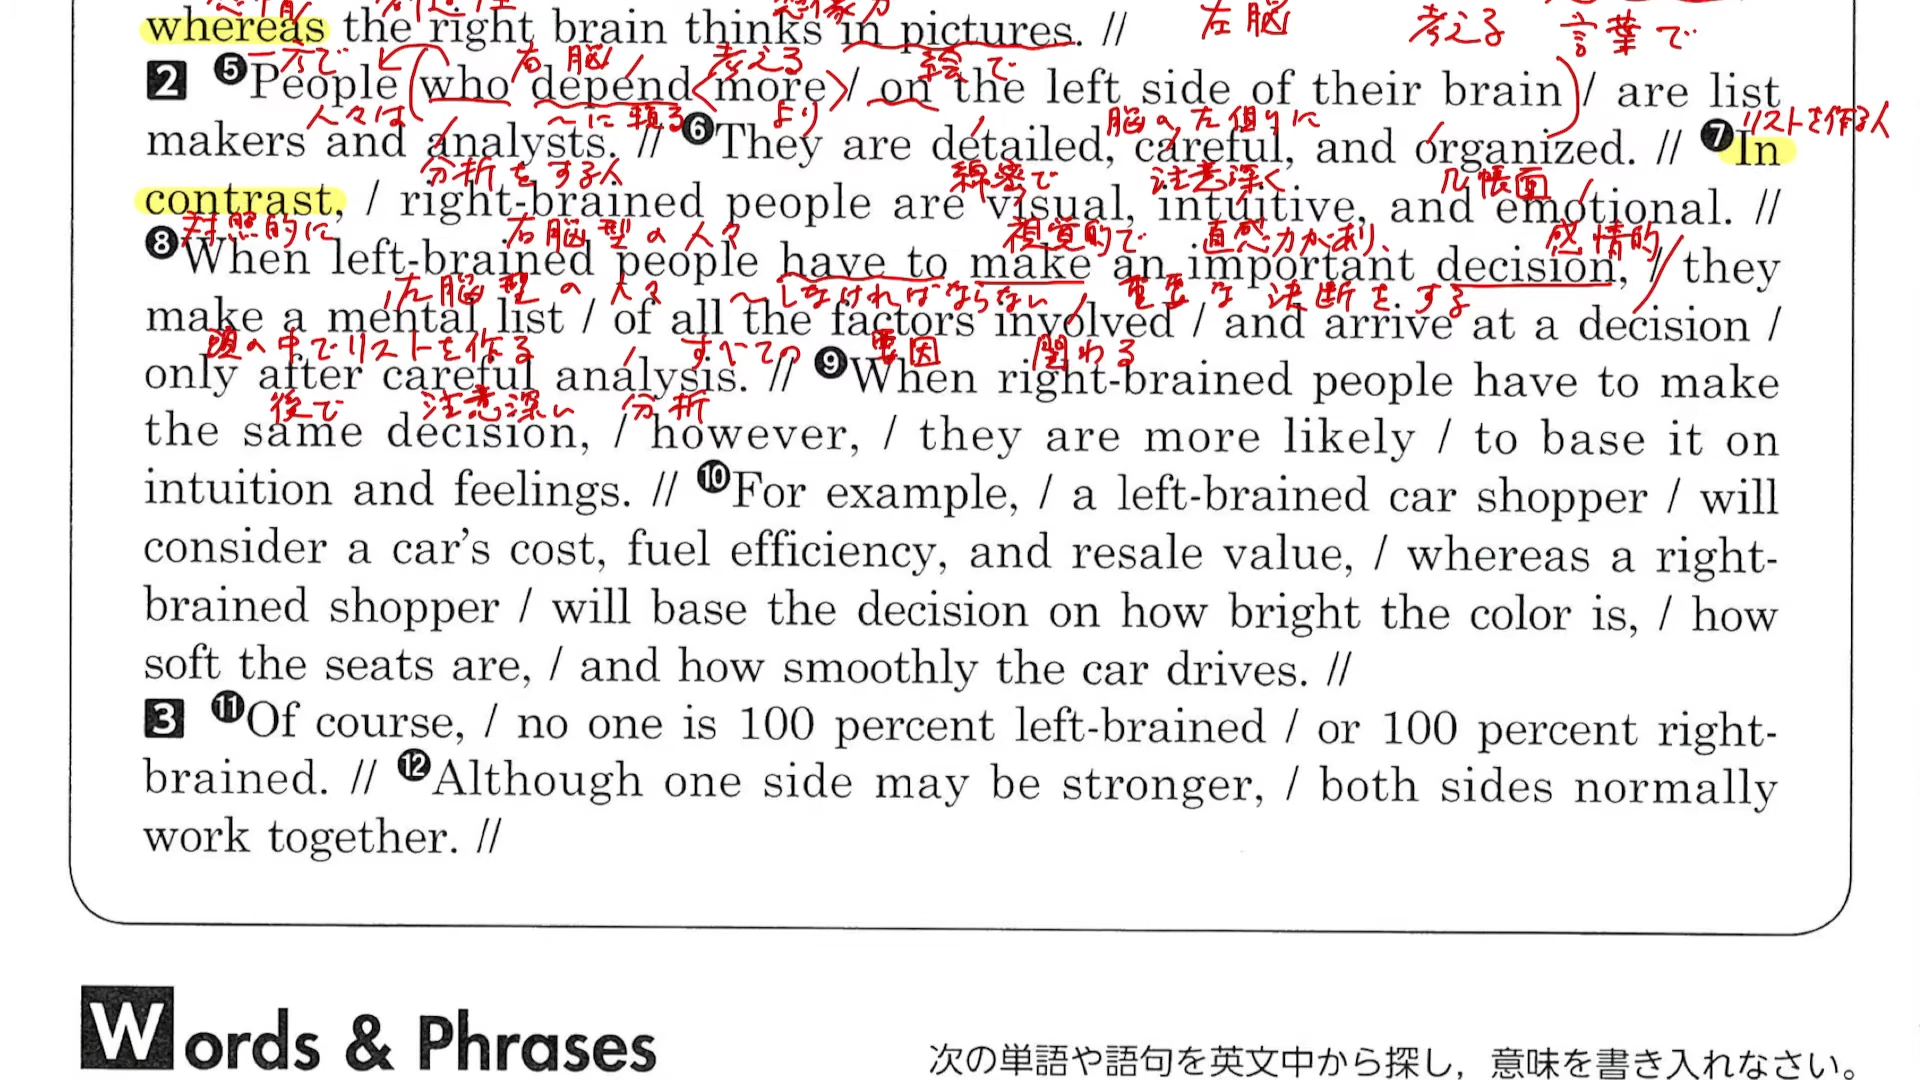 whereas the right brain thinks in pictures. //
左脳 考える 言葉で
一方で 右脳 考える 絵で
2 ❺People (who depend <more> / on the left side of their brain) / are list
人々は ～に頼る より 脳の左側に リストを作る人
makers and analysts. // ❻They are detailed, careful, and organized. // ❼In
分析をする人 綿密で 注意深く 几帳面
contrast, / right-brained people are visual, intuitive, and emotional. //
対照的に 右脳型の人々 視覚的で 直感力があり、 感情的
❽When left-brained people have to make an important decision, / they
左脳型の人々 ～しなければならない 重要な決断をする
make a mental list / of all the factors involved / and arrive at a decision /
頭の中でリストを作る すべての 要因 関わる
only after careful analysis. // ❾When right-brained people have to make
後で 注意深い 分析
the same decision, / however, / they are more likely / to base it on
intuition and feelings. // ❿For example, / a left-brained car shopper / will
consider a car's cost, fuel efficiency, and resale value, / whereas a right-
brained shopper / will base the decision on how bright the color is, / how
soft the seats are, / and how smoothly the car drives. //
3 ⓫Of course, / no one is 100 percent left-brained / or 100 percent right-
brained. // ⓬Although one side may be stronger, / both sides normally
work together. //
Words & Phrases
次の単語や語句を英文中から探し，意味を書き入れなさい。